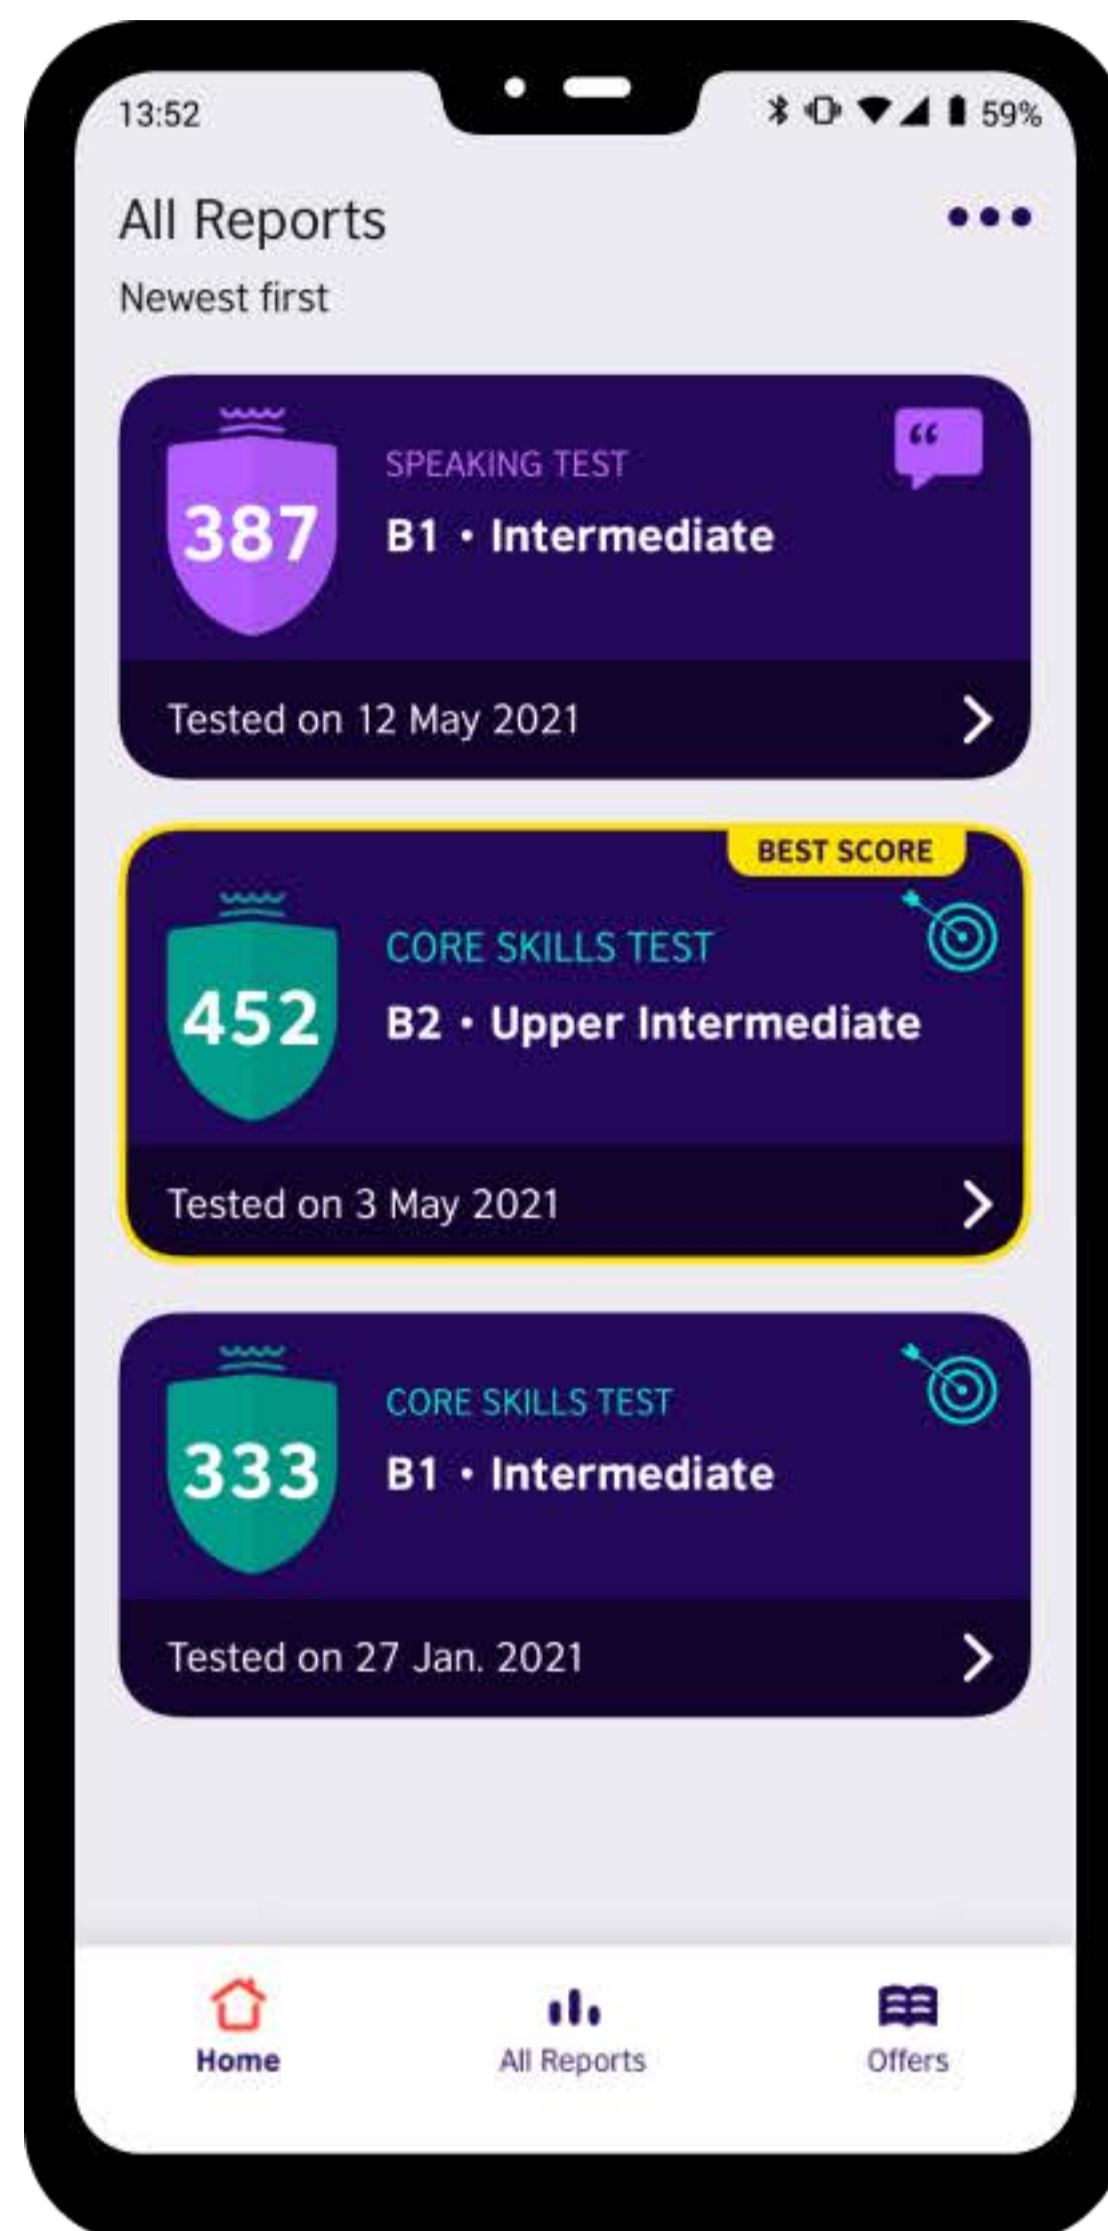 13:52
59%
All Reports
Newest first
387
SPEAKING TEST
B1 • Intermediate
Tested on 12 May 2021
BEST SCORE
452
CORE SKILLS TEST
B2 • Upper Intermediate
Tested on 3 May 2021
333
CORE SKILLS TEST
B1 • Intermediate
Tested on 27 Jan. 2021
Home
All Reports
Offers